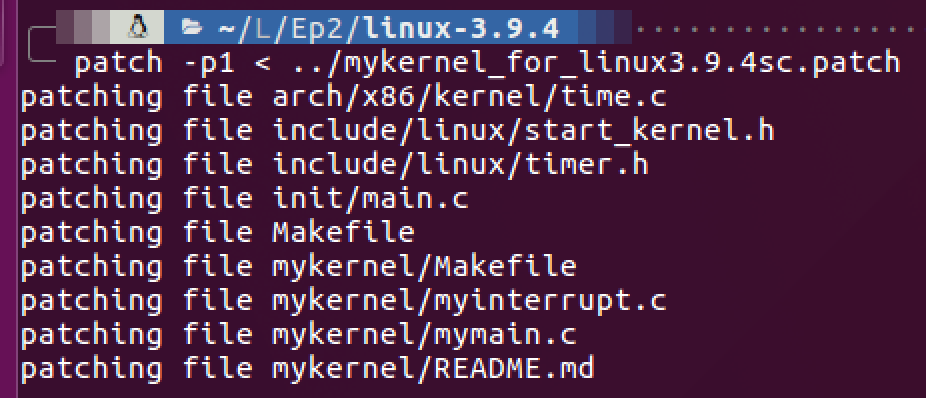 ~/L/Ep2/linux-3.9.4
patch -p1 < ../mykernel_for_linux3.9.4sc.patch
patching file arch/x86/kernel/time.c
patching file include/linux/start_kernel.h
patching file include/linux/timer.h
patching file init/main.c
patching file Makefile
patching file mykernel/Makefile
patching file mykernel/myinterrupt.c
patching file mykernel/mymain.c
patching file mykernel/README.md